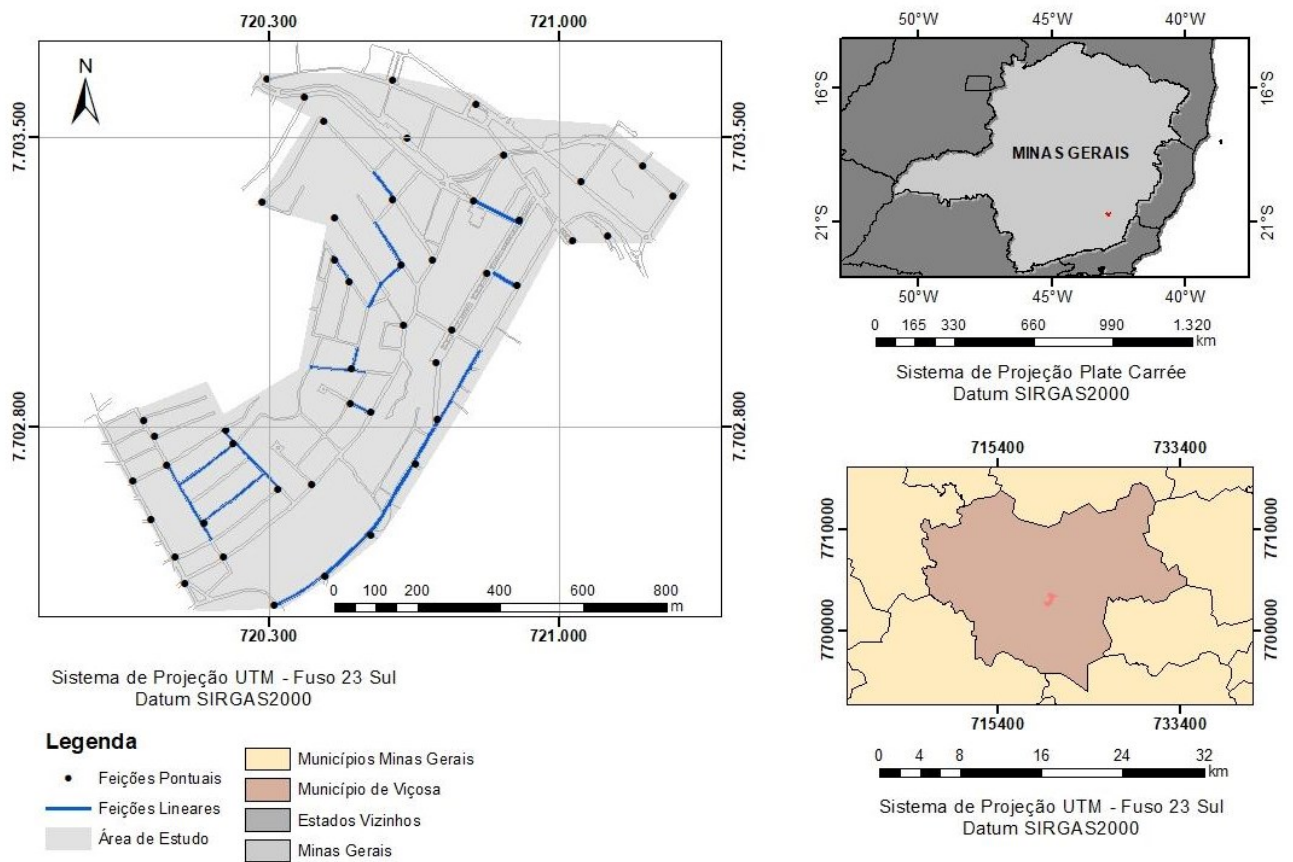 720.300
721.000
N
7.703.500
7.703.500
7.702.800
7.702.800
0 100 200 400 600 800
m
720.300
721.000
Sistema de Projeção UTM - Fuso 23 Sul
Datum SIRGAS2000
Legenda
Feições Pontuais
Feições Lineares
Área de Estudo
Municípios Minas Gerais
Município de Viçosa
Estados Vizinhos
Minas Gerais
50°W 45°W 40°W
16°S
16°S
MINAS GERAIS
21°S
21°S
50°W 45°W 40°W
0 165 330 660 990 1.320
km
Sistema de Projeção Plate Carrée
Datum SIRGAS2000
715400 733400
7710000
7710000
7700000
7700000
715400 733400
0 4 8 16 24 32
km
Sistema de Projeção UTM - Fuso 23 Sul
Datum SIRGAS2000